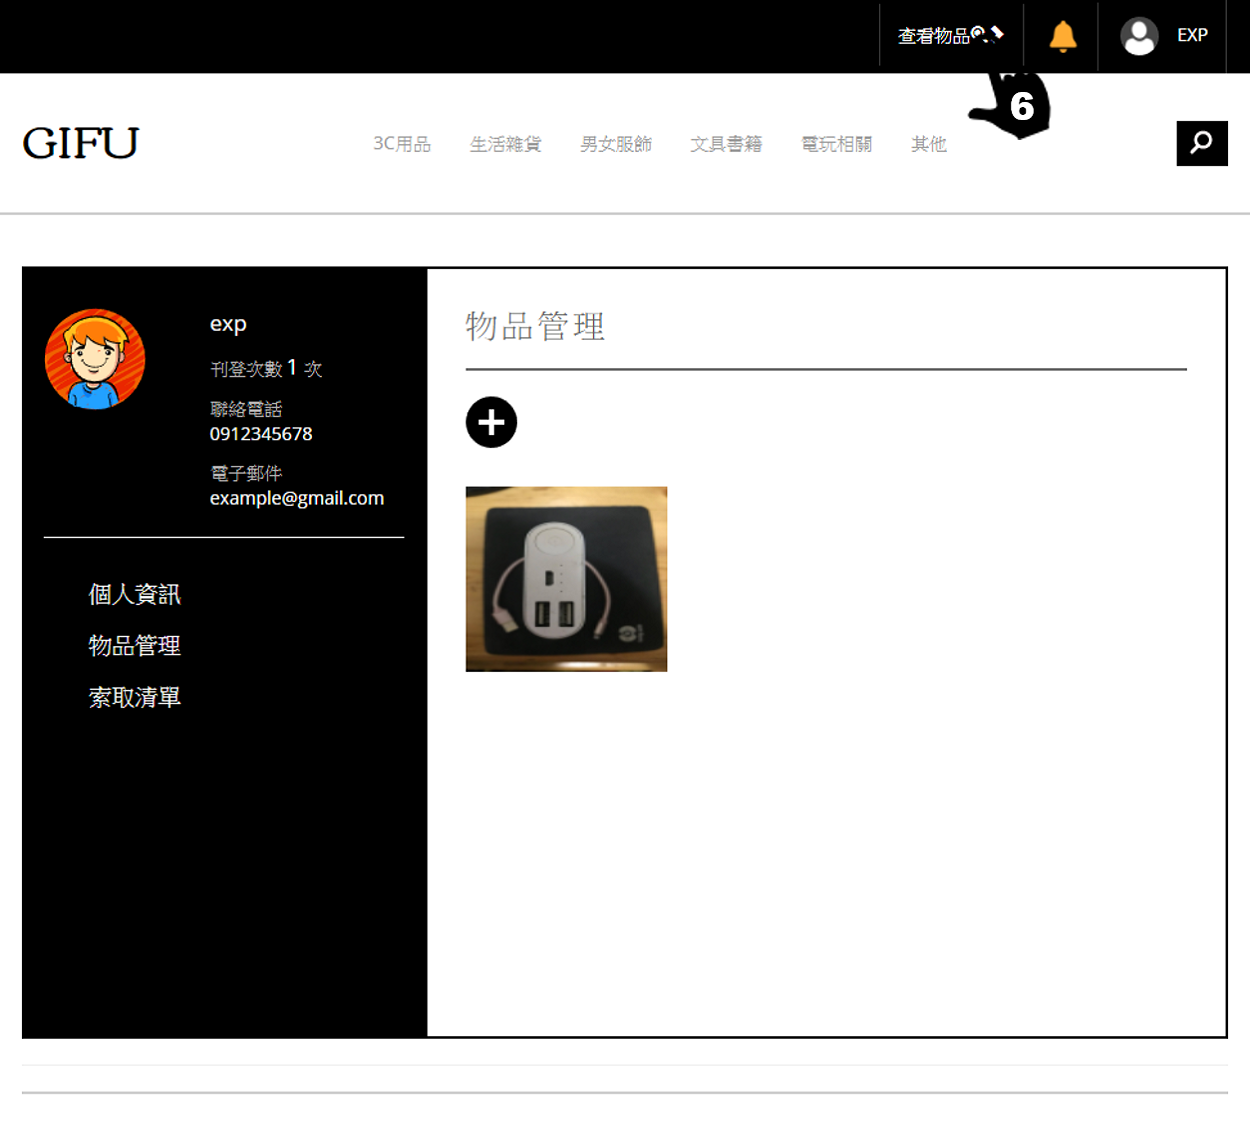 查看物品
EXP
6
GIFU
3C用品
生活雜貨
男女服飾
文具書籍
電玩相關
其他
exp
刊登次數 1 次
聯絡電話
0912345678
電子郵件
example@gmail.com
個人資訊
物品管理
索取清單
物品管理